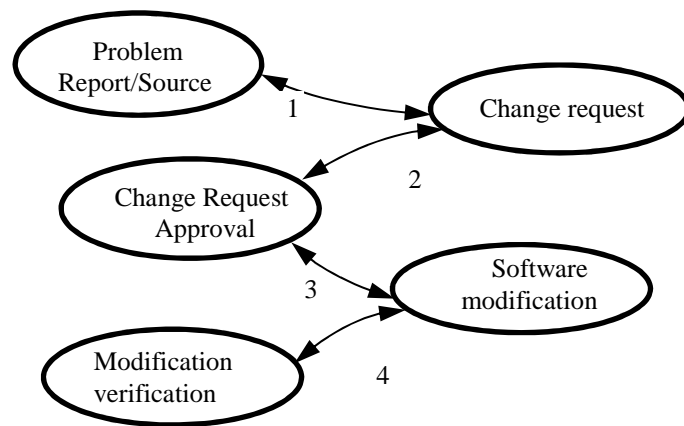 Problem
Report/Source
1
Change request
2
Change Request
Approval
Software
modification
3
Modification
verification
4